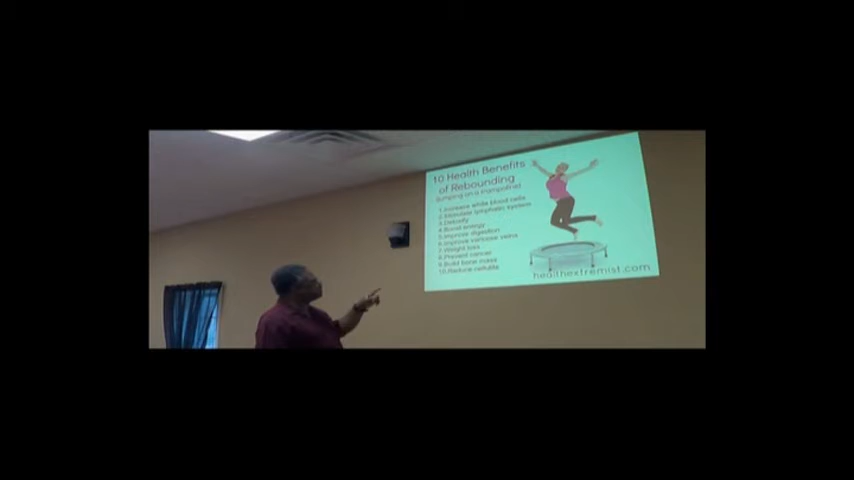 10 Health Benefits
of Rebounding
(jumping on a trampoline)
1. Increase white blood cells
2. Stimulate lymphatic system
3. Detoxify
4. Boost energy
5. Improve digestion
6. Improve varicose veins
7. Weight loss
8. Prevent cancer
9. Build bone mass
10. Reduce cellulite
healthextremist.com